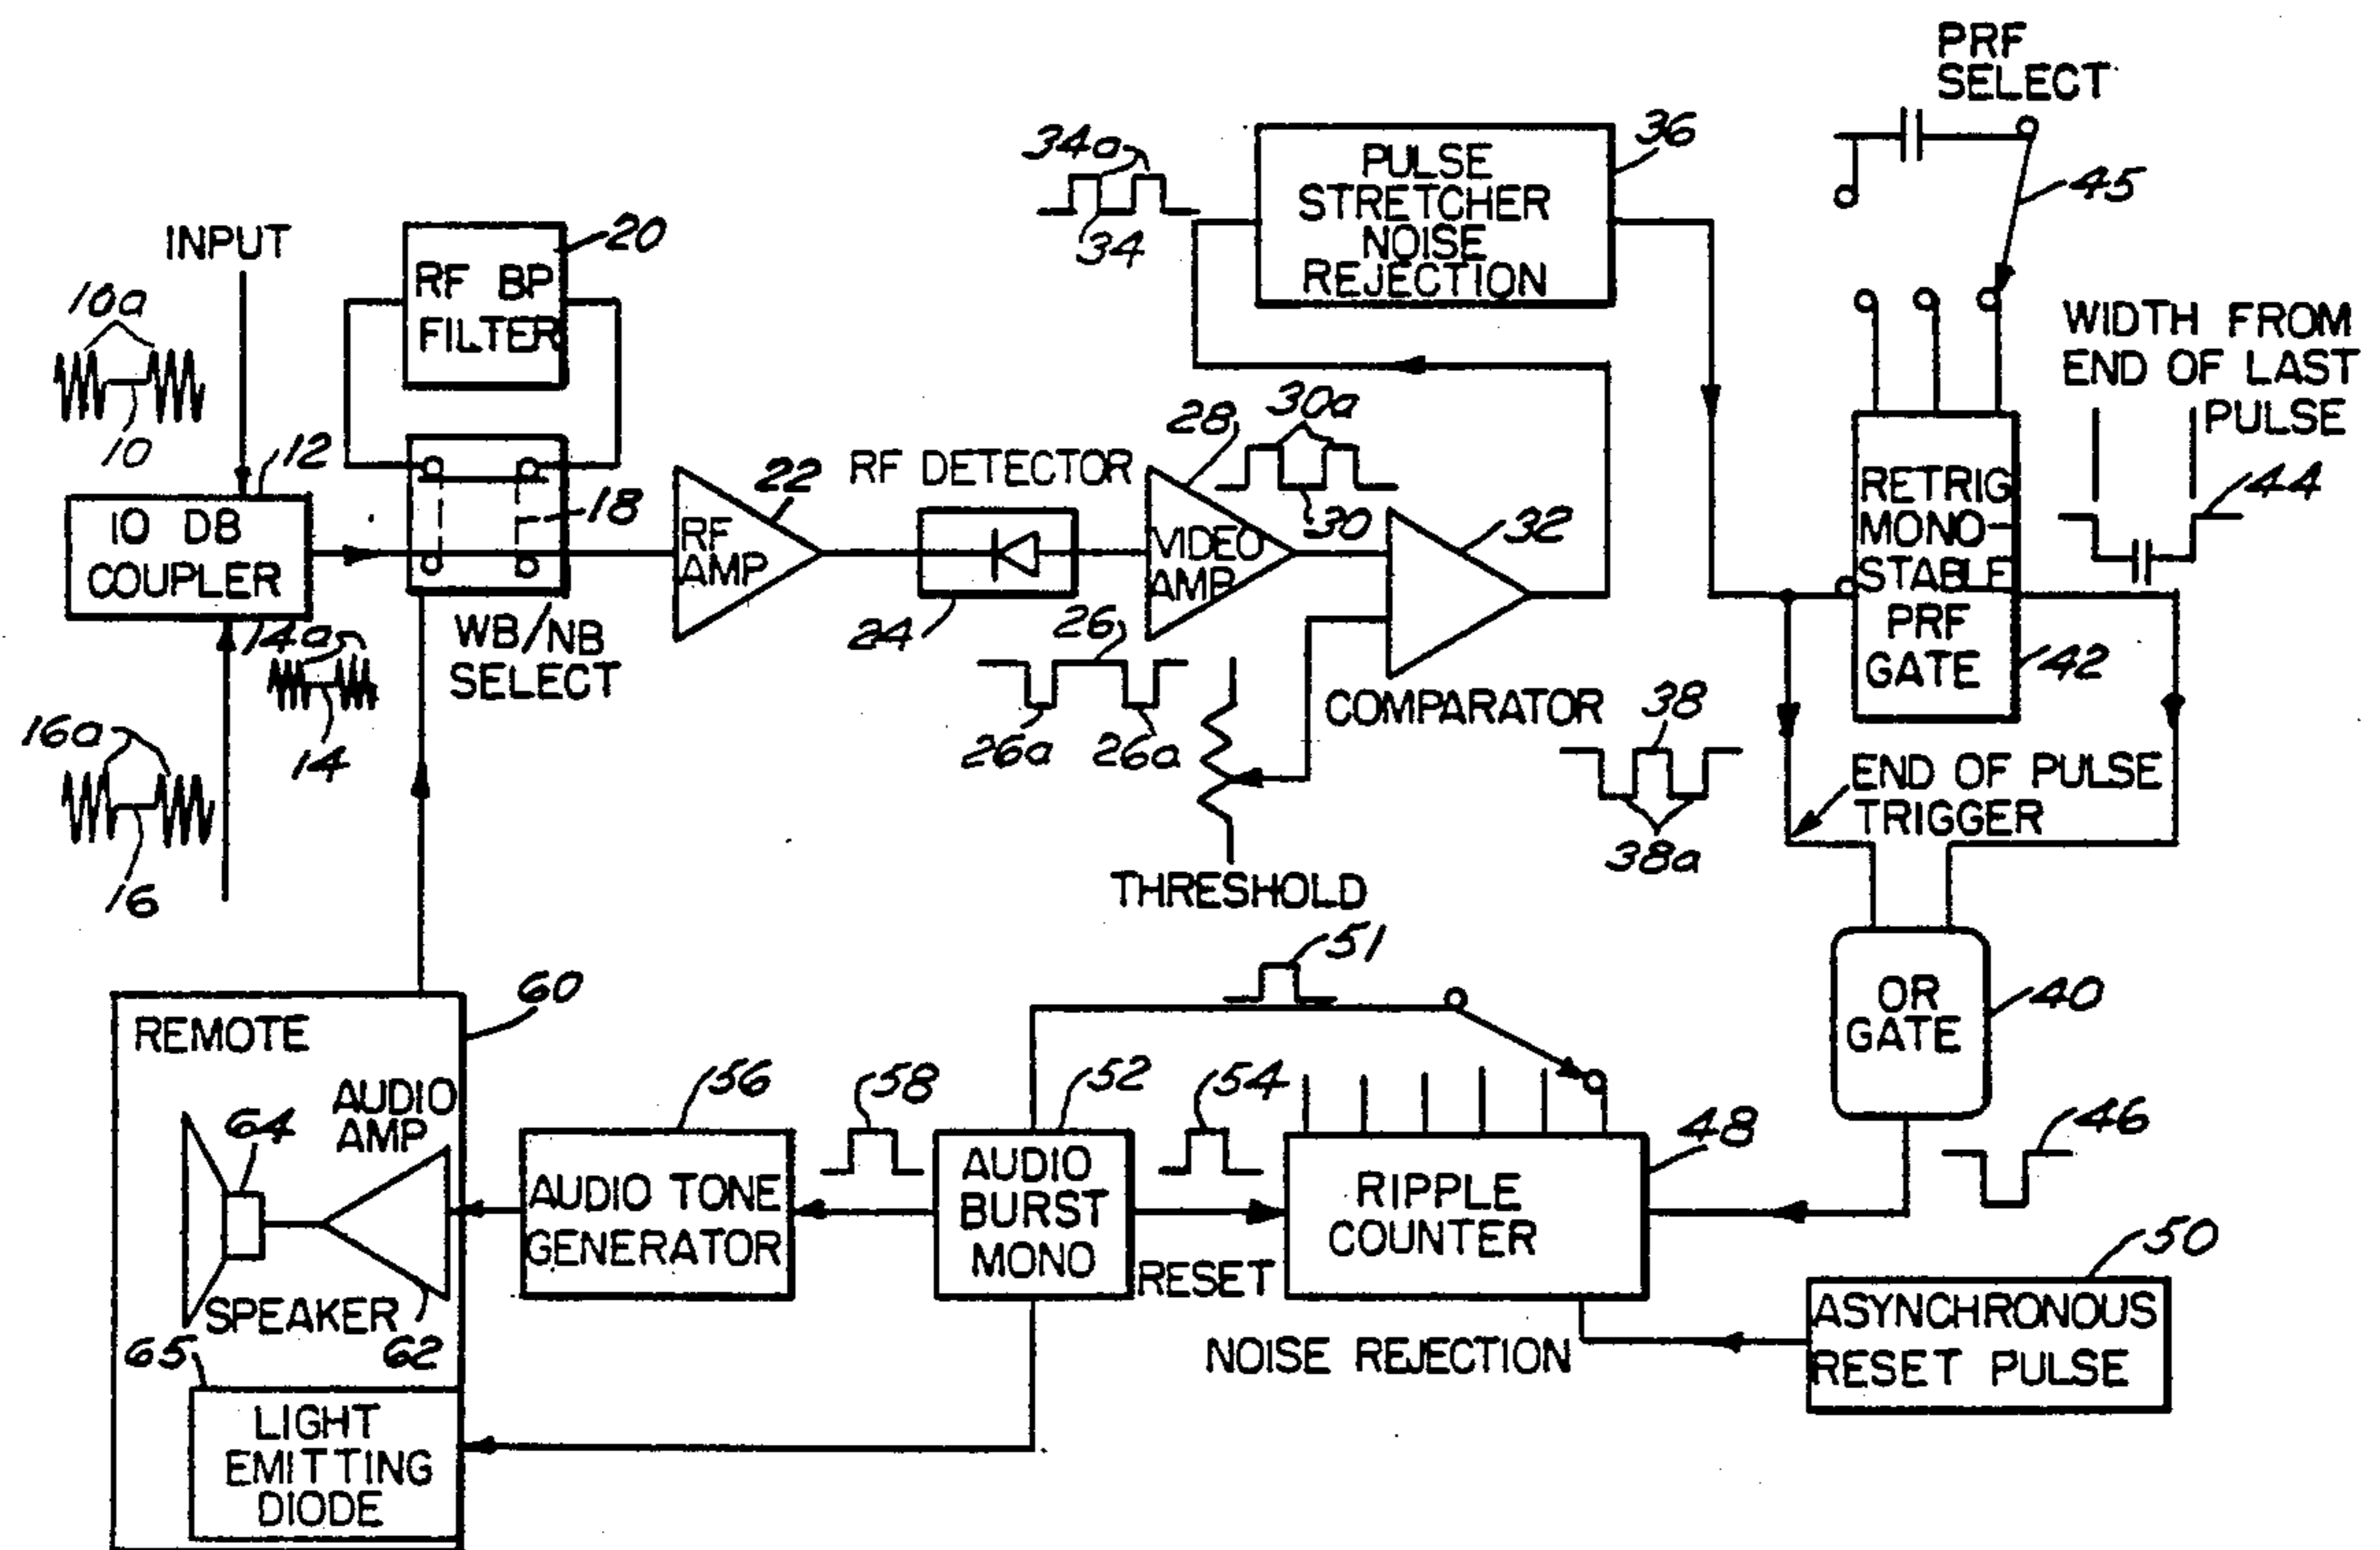 PRF
SELECT
36
34a
PULSE
STRETCHER
NOISE
REJECTION
34
45
INPUT
20
RF BP
FILTER
10a
10
12
WIDTH FROM
END OF LAST
PULSE
28
30a
30
RF DETECTOR
22
18
32
RETRIG
MONO-
STABLE
PRF
GATE
44
10 DB
COUPLER
RF
AMP
VIDEO
AMP
24
26
26a
26a
WB/NB
SELECT
14a
14
16a
16
COMPARATOR
38
38a
42
END OF PULSE
TRIGGER
THRESHOLD
51
OR
GATE
40
60
REMOTE
AUDIO
AMP
64
56
58
52
54
48
46
AUDIO TONE
GENERATOR
AUDIO
BURST
MONO
RESET
RIPPLE
COUNTER
50
SPEAKER
62
65
NOISE REJECTION
ASYNCHRONOUS
RESET PULSE
LIGHT
EMITTING
DIODE